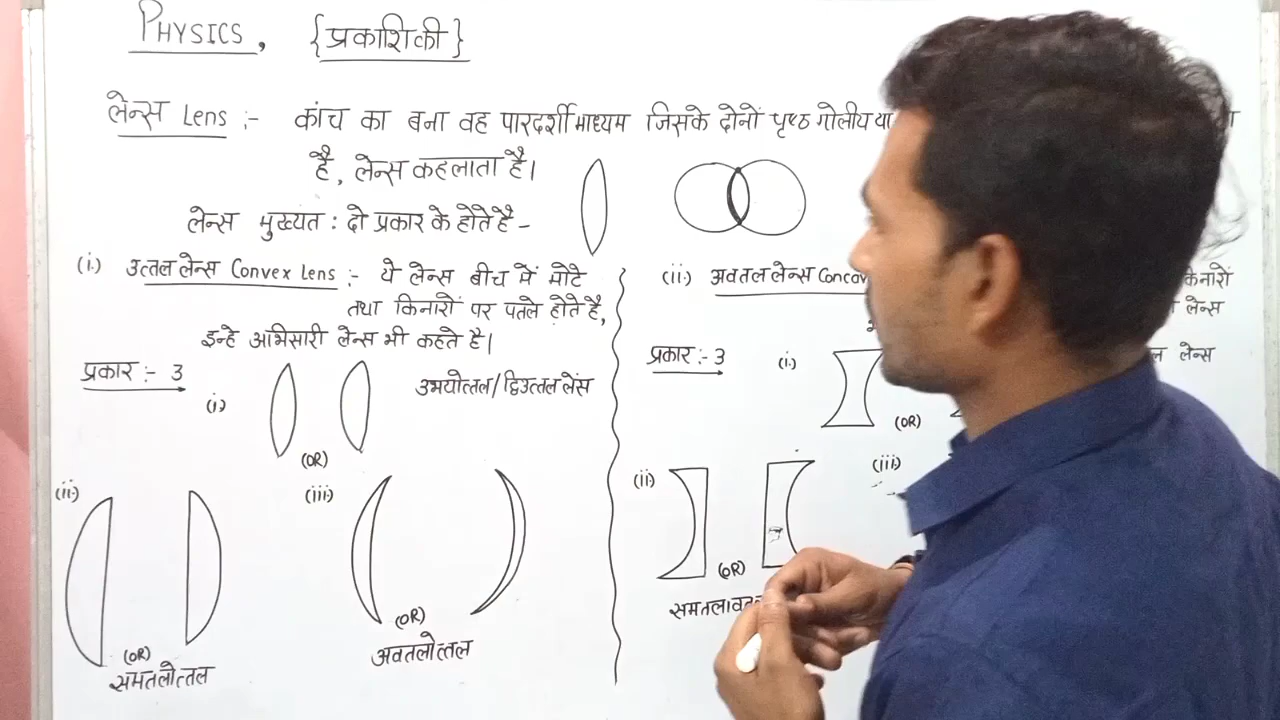 PHYSICS, {प्रकाशिकी}
लेन्स Lens :- कांच का बना वह पारदर्शी माध्यम जिसके दोनों पृष्ठ गोलीय या
है, लेन्स कहलाता है।
लेन्स मुख्यत : दो प्रकार के होते है -
(i.) उत्तल लेन्स Convex Lens :- ये लेन्स बीच में मोटे
तथा किनारों पर पतले होते है,
इन्हे अभिसारी लेन्स भी कहते है।
प्रकार :- 3
(i)
(OR)
उभयोत्तल/द्विउत्तल लेंस
(ii)
(OR)
समतलोत्तल
(iii)
(OR)
अवतलोत्तल
(ii.) अवतल लेन्स
लेन्स
लेन्स
प्रकार :- 3
(i.)
(OR)
(ii)
(OR)
(iii)